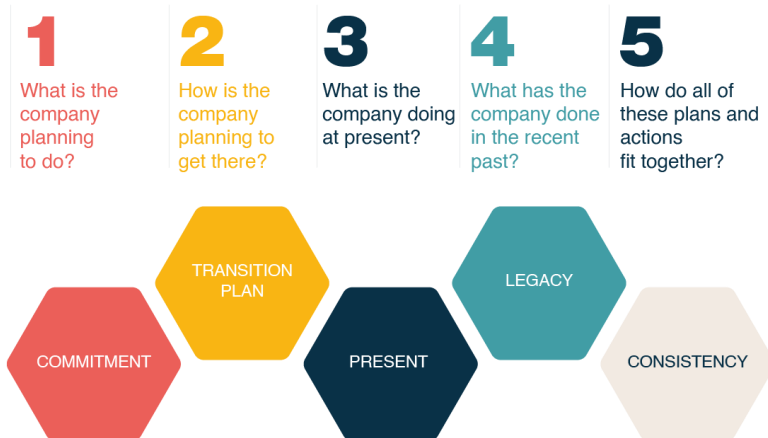 1
What is the
company
planning
to do?
2
How is the
company
planning to
get there?
3
What is the
company doing
at present?
4
What has the
company done
in the recent
past?
5
How do all of
these plans and
actions
fit together?
COMMITMENT
TRANSITION
PLAN
PRESENT
LEGACY
CONSISTENCY